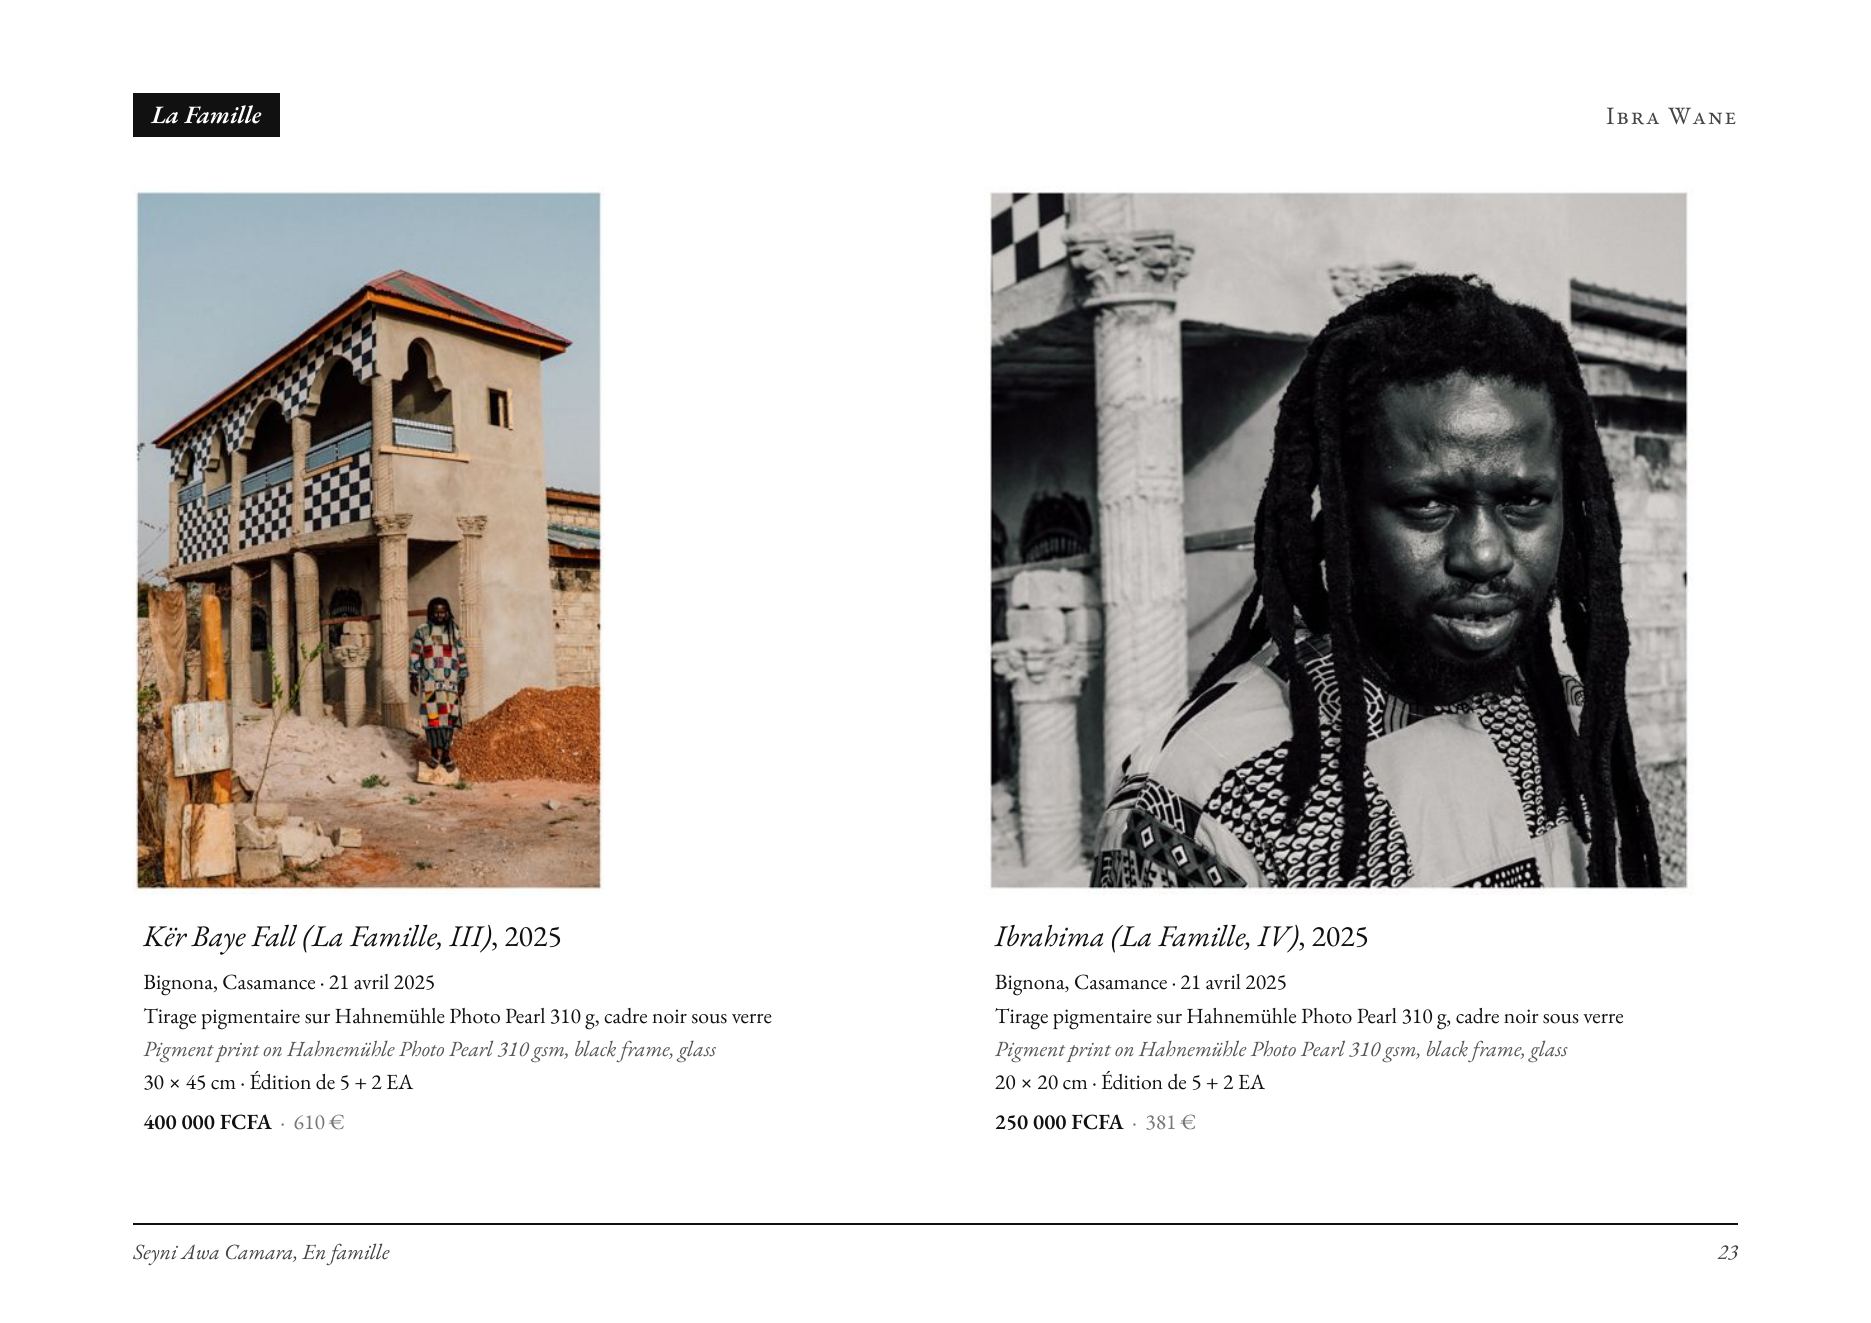 La Famille
Ibra Wane
Kër Baye Fall (La Famille, III), 2025
Bignona, Casamance · 21 avril 2025
Tirage pigmentaire sur Hahnemühle Photo Pearl 310 g, cadre noir sous verre
Pigment print on Hahnemühle Photo Pearl 310 gsm, black frame, glass
30 × 45 cm · Édition de 5 + 2 EA
400 000 FCFA · 610 €
Ibrahima (La Famille, IV), 2025
Bignona, Casamance · 21 avril 2025
Tirage pigmentaire sur Hahnemühle Photo Pearl 310 g, cadre noir sous verre
Pigment print on Hahnemühle Photo Pearl 310 gsm, black frame, glass
20 × 20 cm · Édition de 5 + 2 EA
250 000 FCFA · 381 €
Seyni Awa Camara, En famille
23